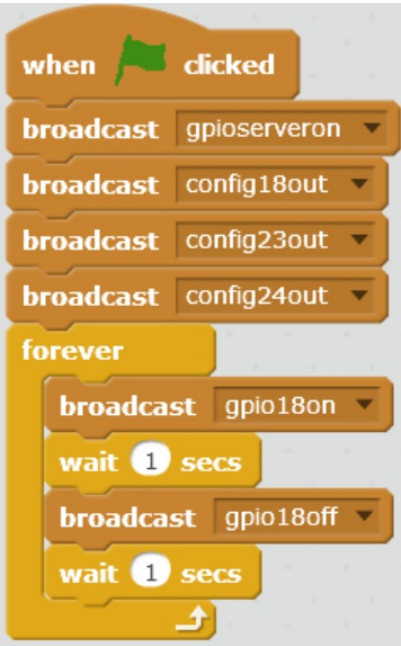 when clicked
broadcast gpioserveron
broadcast config18out
broadcast config23out
broadcast config24out
forever
broadcast gpio18on
wait 1 secs
broadcast gpio18off
wait 1 secs